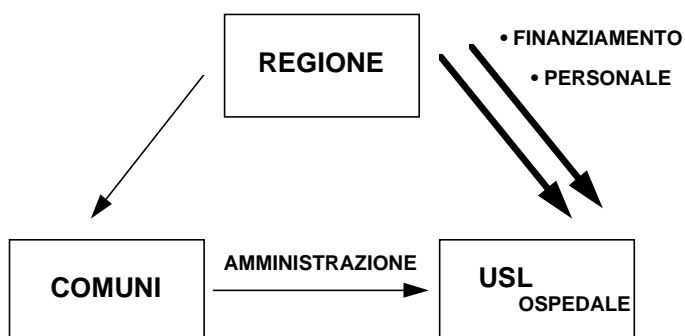 • FINANZIAMENTO
REGIONE
• PERSONALE
AMMINISTRAZIONE
COMUNI
USL
OSPEDALE